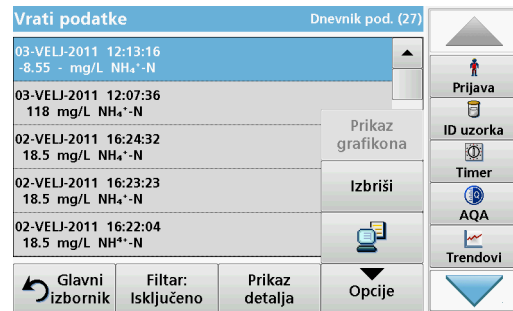 Vrati podatke
Dnevnik pod. (27)
03-VELJ-2011 12:13:16
-8.55 - mg/L NH₄⁺-N
03-VELJ-2011 12:07:36
118 mg/L NH₄⁺-N
02-VELJ-2011 16:24:32
18.5 mg/L NH₄⁺-N
02-VELJ-2011 16:23:23
18.5 mg/L NH₄⁺-N
02-VELJ-2011 16:22:04
18.5 mg/L NH⁴⁺-N
Prikaz
grafikona
Izbriši
Glavni
izbornik
Filtar:
Isključeno
Prikaz
detalja
Opcije
Prijava
ID uzorka
Timer
AQA
Trendovi